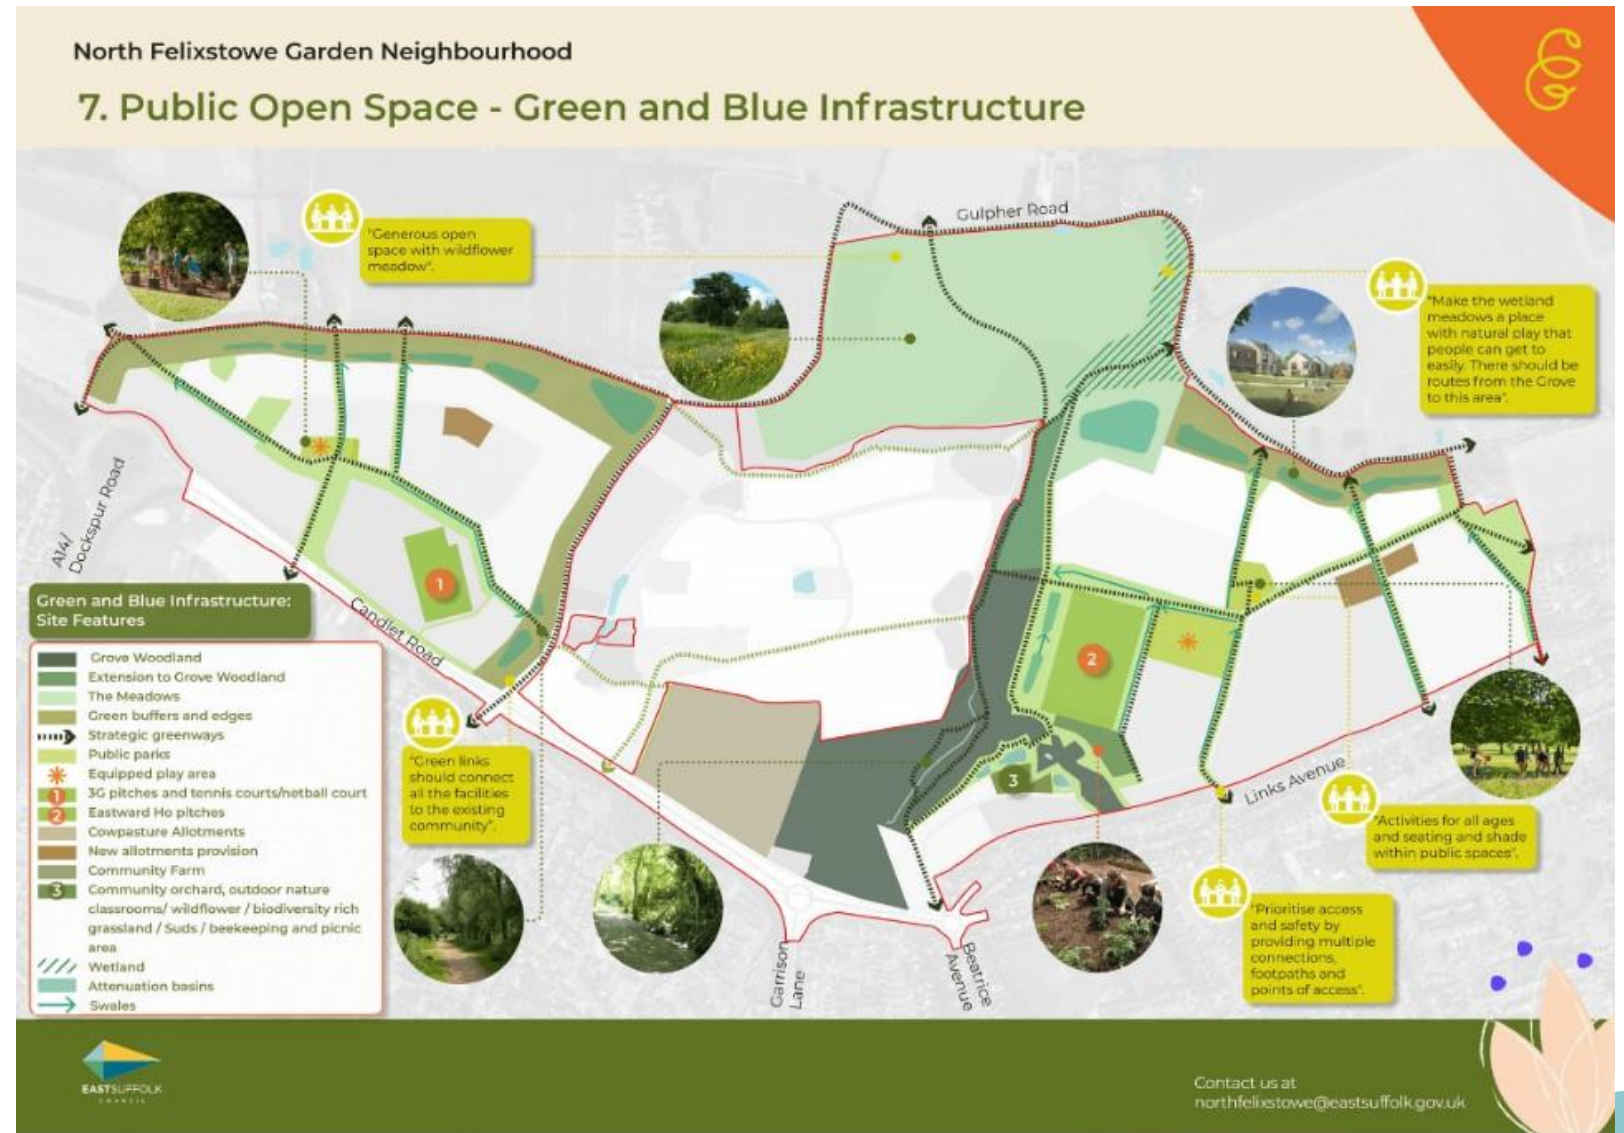 North Felixstowe Garden Neighbourhood
7. Public Open Space - Green and Blue Infrastructure
Gulpher Road
"Generous open
space with wildflower
meadow".
"Make the wetland
meadows a place
with natural play that
people can get to
easily. There should be
routes from the Grove
to this area".
A14/
Dockspur Road
Candlet Road
1
2
3
Green and Blue Infrastructure:
Site Features
Grove Woodland
Extension to Grove Woodland
The Meadows
Green buffers and edges
Strategic greenways
Public parks
Equipped play area
1 3G pitches and tennis courts/netball court
2 Eastward Ho pitches
Cowpasture Allotments
New allotments provision
Community Farm
3 Community orchard, outdoor nature
classrooms/ wildflower / biodiversity rich
grassland / Suds / beekeeping and picnic
area
Wetland
Attenuation basins
Swales
"Green links
should connect
all the facilities
to the existing
community".
Links Avenue
"Activities for all ages
and seating and shade
within public spaces".
"Prioritise access
and safety by
providing multiple
connections,
footpaths and
points of access".
Garrison
Lane
Beatrice
Avenue
EASTSUFFOLK
COUNCIL
Contact us at
northfelixstowe@eastsuffolk.gov.uk